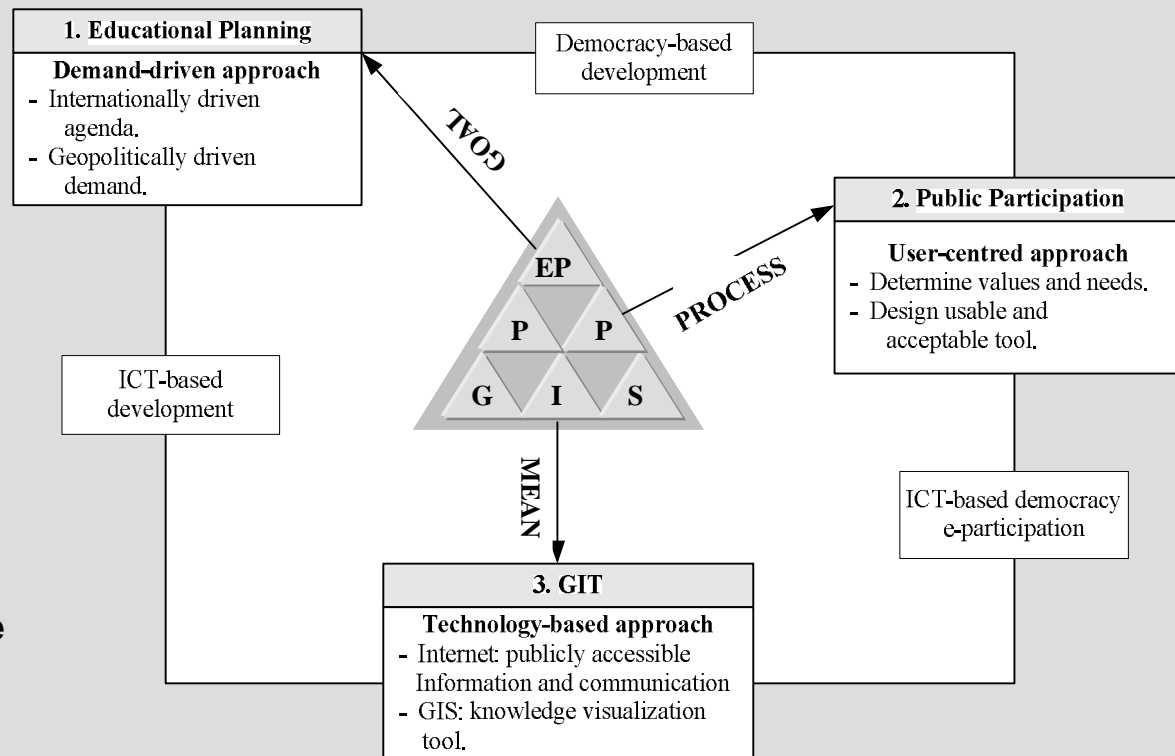 1. Educational Planning
Demand-driven approach
- Internationally driven
agenda.
- Geopolitically driven
demand.
Democracy-based
development
GOAL
2. Public Participation
User-centred approach
- Determine values and needs.
- Design usable and
acceptable tool.
PROCESS
EP
P P
G I S
ICT-based
development
MEAN
ICT-based democracy
e-participation
3. GIT
Technology-based approach
- Internet: publicly accessible
Information and communication
- GIS: knowledge visualization
tool.
e